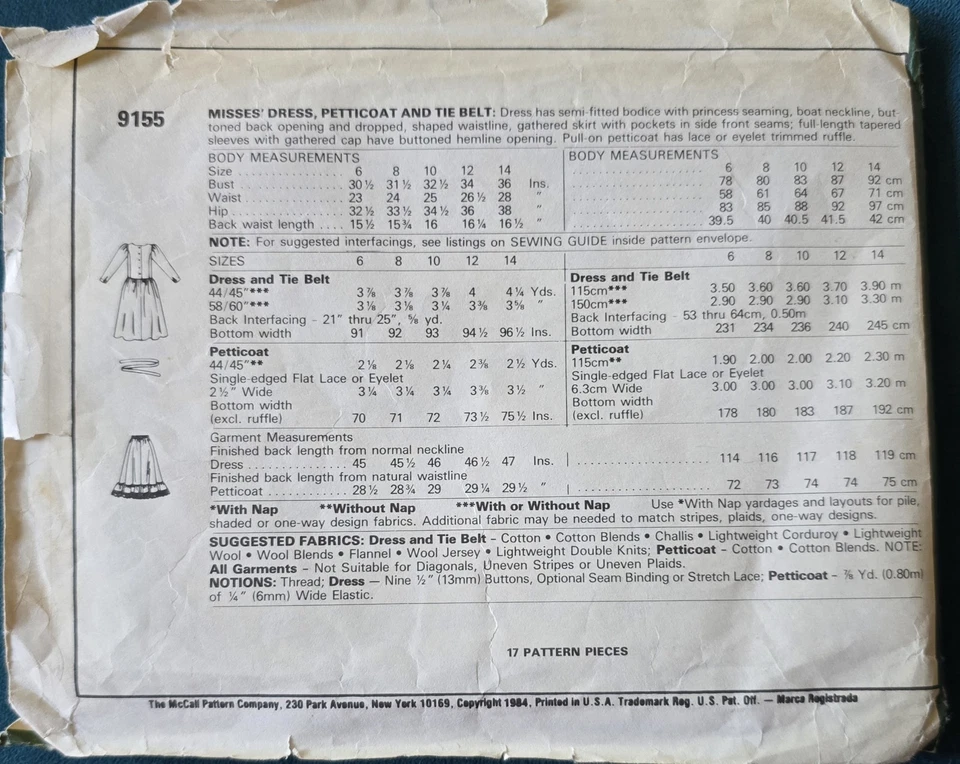 9155
MISSES' DRESS, PETTICOAT AND TIE BELT: Dress has semi-fitted bodice with princess seaming, boat neckline, but-
toned back opening and dropped, shaped waistline, gathered skirt with pockets in side front seams; full-length tapered
sleeves with gathered cap have buttoned hemline opening. Pull-on petticoat has lace or eyelet trimmed ruffle.
BODY MEASUREMENTS BODY MEASUREMENTS
Size ................ 6 8 10 12 14 ................ 6 8 10 12 14
Bust ................ 30½ 31½ 32½ 34 36 Ins. ................ 78 80 83 87 92 cm
Waist ................ 23 24 25 26½ 28 " ................ 58 61 64 67 71 cm
Hip ................ 32½ 33½ 34½ 36 38 " ................ 83 85 88 92 97 cm
Back waist length .... 15½ 15¾ 16 16¼ 16½ " ................ 39.5 40 40.5 41.5 42 cm
NOTE: For suggested interfacings, see listings on SEWING GUIDE inside pattern envelope.
SIZES 6 8 10 12 14 6 8 10 12 14
Dress and Tie Belt Dress and Tie Belt
44/45"*** 3⅞ 3⅞ 3⅞ 4 4¼ Yds. 115cm*** 3.50 3.60 3.60 3.70 3.90 m
58/60"*** 3⅛ 3⅛ 3¼ 3⅜ 3⅝ " 150cm*** 2.90 2.90 2.90 3.10 3.30 m
Back Interfacing - 21" thru 25", ⅝ yd. Back Interfacing - 53 thru 64cm, 0.50m
Bottom width 91 92 93 94½ 96½ Ins. Bottom width 231 234 236 240 245 cm
Petticoat Petticoat
44/45"** 2⅛ 2⅛ 2¼ 2⅜ 2½ Yds. 115cm** 1.90 2.00 2.00 2.20 2.30 m
Single-edged Flat Lace or Eyelet Single-edged Flat Lace or Eyelet
2½" Wide 3¼ 3¼ 3¼ 3⅜ 3½ " 6.3cm Wide 3.00 3.00 3.00 3.10 3.20 m
Bottom width Bottom width
(excl. ruffle) 70 71 72 73½ 75½ Ins. (excl. ruffle) 178 180 183 187 192 cm
Garment Measurements
Finished back length from normal neckline
Dress .............. 45 45½ 46 46½ 47 Ins. ................ 114 116 117 118 119 cm
Finished back length from natural waistline
Petticoat ............ 28½ 28¾ 29 29¼ 29½ " ................ 72 73 74 74 75 cm
*With Nap **Without Nap ***With or Without Nap Use *With Nap yardages and layouts for pile,
shaded or one-way design fabrics. Additional fabric may be needed to match stripes, plaids, one-way designs.
SUGGESTED FABRICS: Dress and Tie Belt - Cotton • Cotton Blends • Challis • Lightweight Corduroy • Lightweight
Wool • Wool Blends • Flannel • Wool Jersey • Lightweight Double Knits; Petticoat - Cotton • Cotton Blends. NOTE:
All Garments - Not Suitable for Diagonals, Uneven Stripes or Uneven Plaids.
NOTIONS: Thread; Dress — Nine ½" (13mm) Buttons, Optional Seam Binding or Stretch Lace; Petticoat - ⅞ Yd. (0.80m)
of ¼" (6mm) Wide Elastic.
17 PATTERN PIECES
The McCall Pattern Company, 230 Park Avenue, New York 10169, Copyright 1984, Printed in U.S.A. Trademark Reg. U.S. Pat. Off. — Marca Registrada